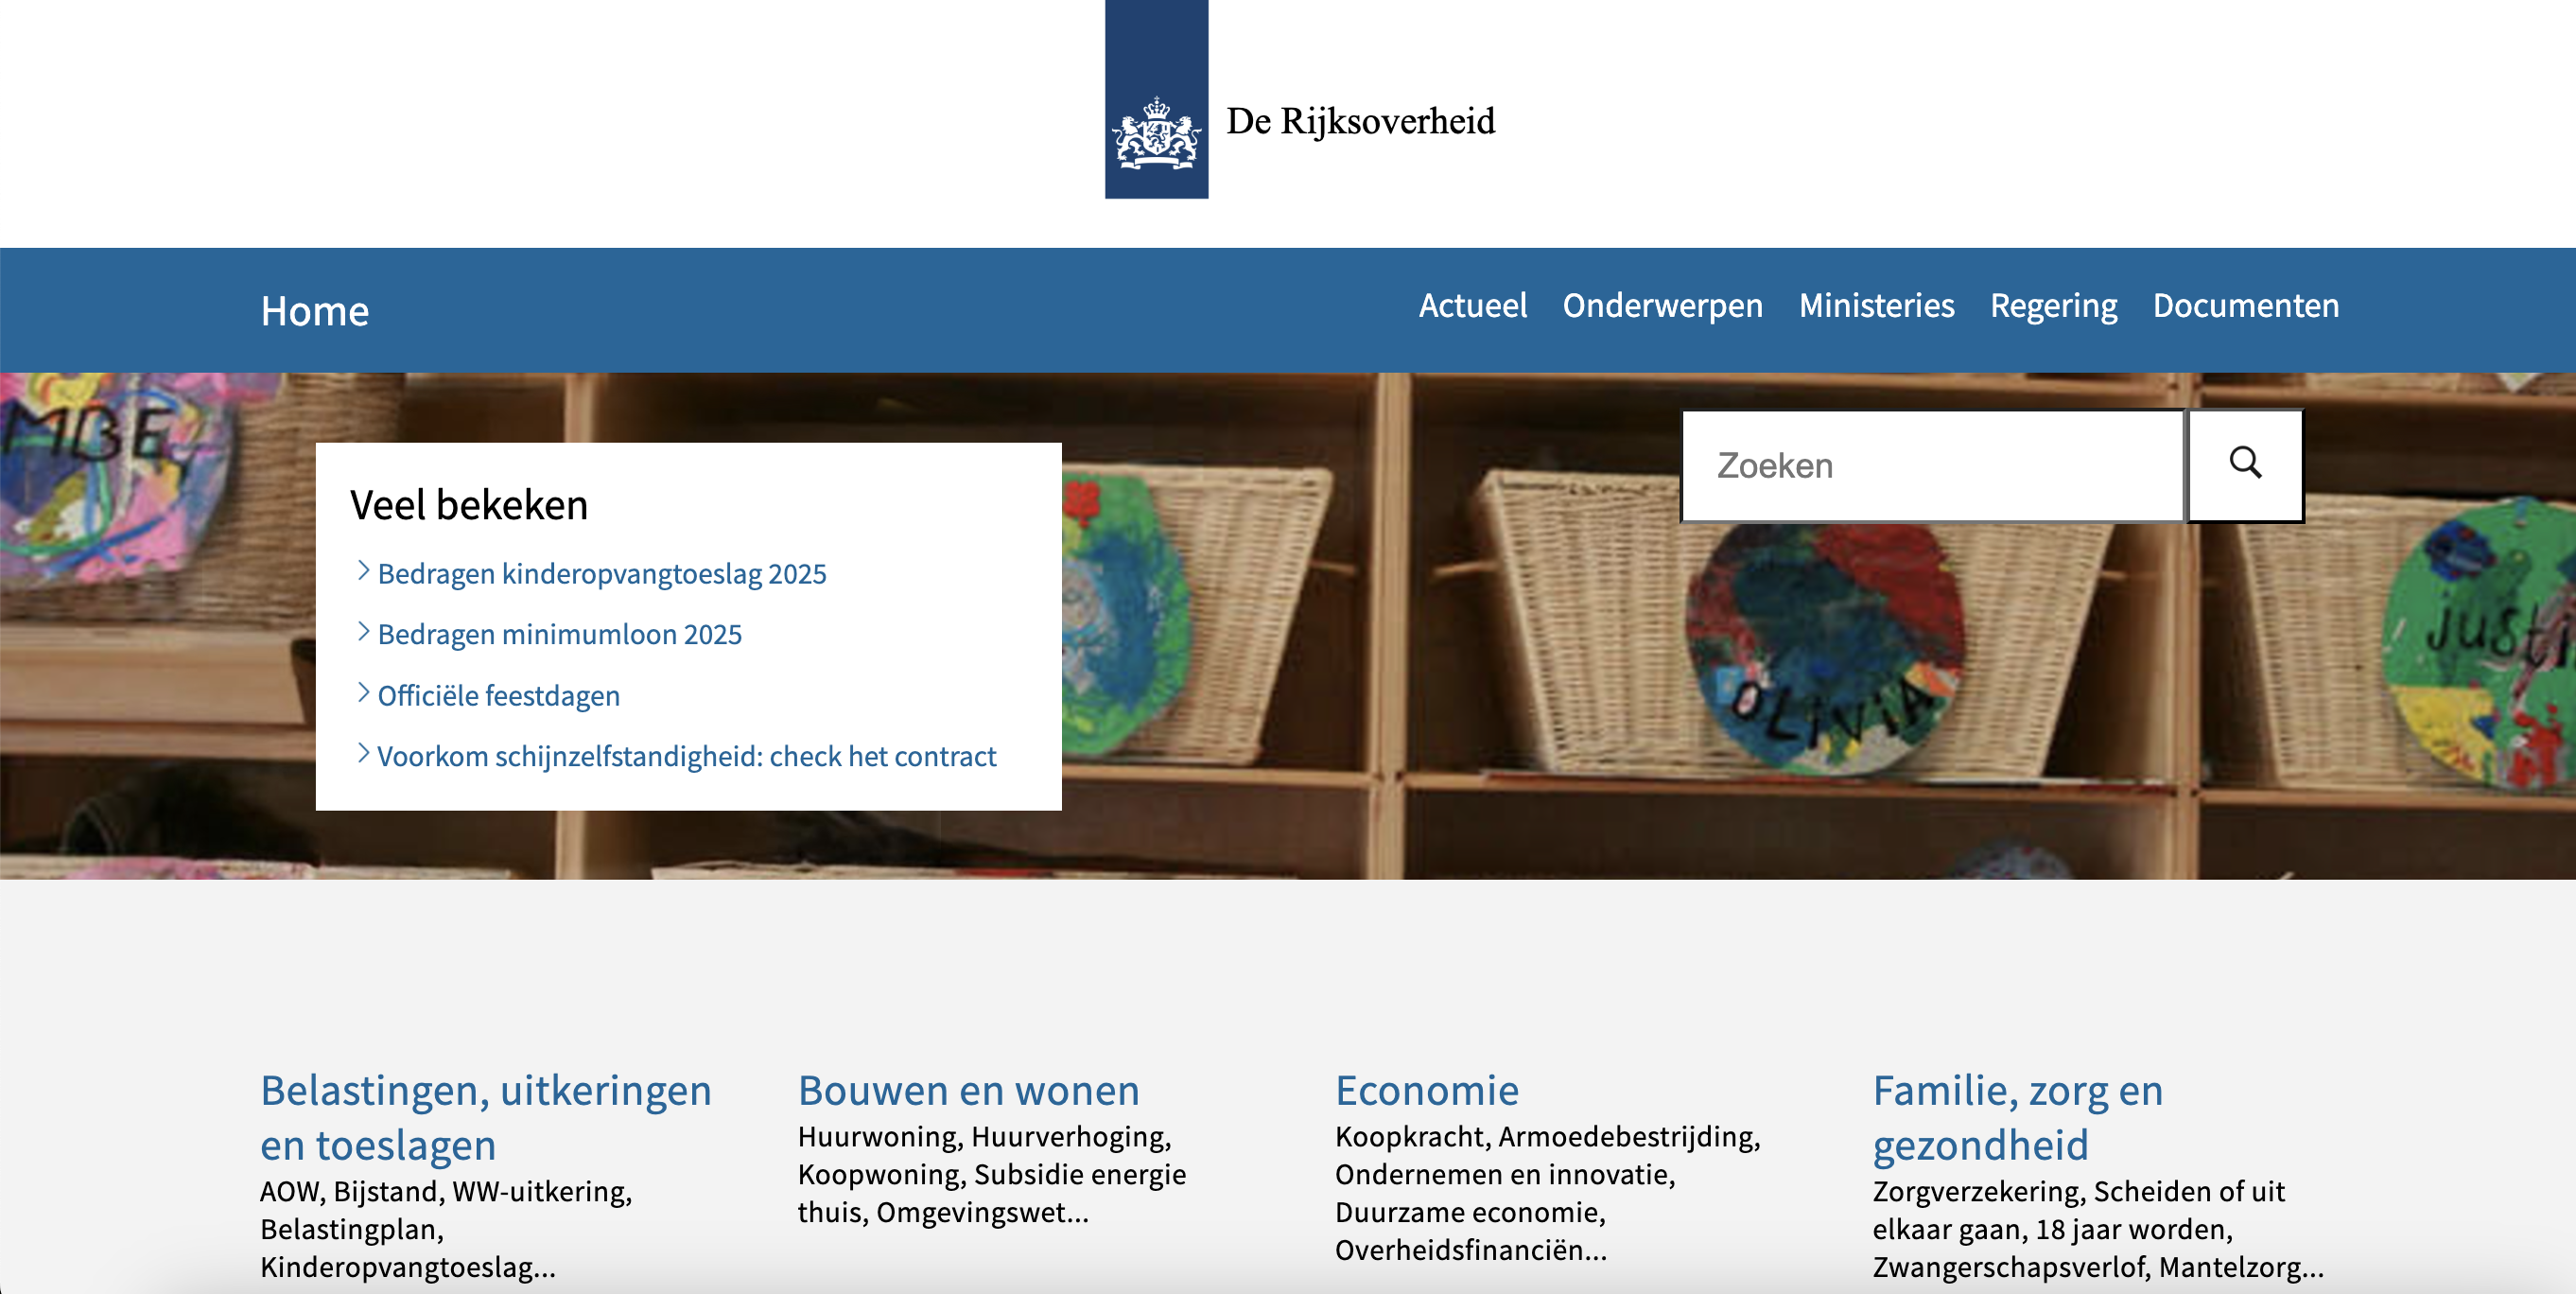 De Rijksoverheid
Home
Actueel Onderwerpen Ministeries Regering Documenten
MBE
Veel bekeken
Bedragen kinderopvangtoeslag 2025
Bedragen minimumloon 2025
Officiële feestdagen
Voorkom schijnzelfstandigheid: check het contract
Zoeken
OLIVIA
justi
Belastingen, uitkeringen
en toeslagen
AOW, Bijstand, WW-uitkering,
Belastingplan,
Kinderopvangtoeslag...
Bouwen en wonen
Huurwoning, Huurverhoging,
Koopwoning, Subsidie energie
thuis, Omgevingswet...
Economie
Koopkracht, Armoedebestrijding,
Ondernemen en innovatie,
Duurzame economie,
Overheidsfinanciën...
Familie, zorg en
gezondheid
Zorgverzekering, Scheiden of uit
elkaar gaan, 18 jaar worden,
Zwangerschapsverlof, Mantelzorg...